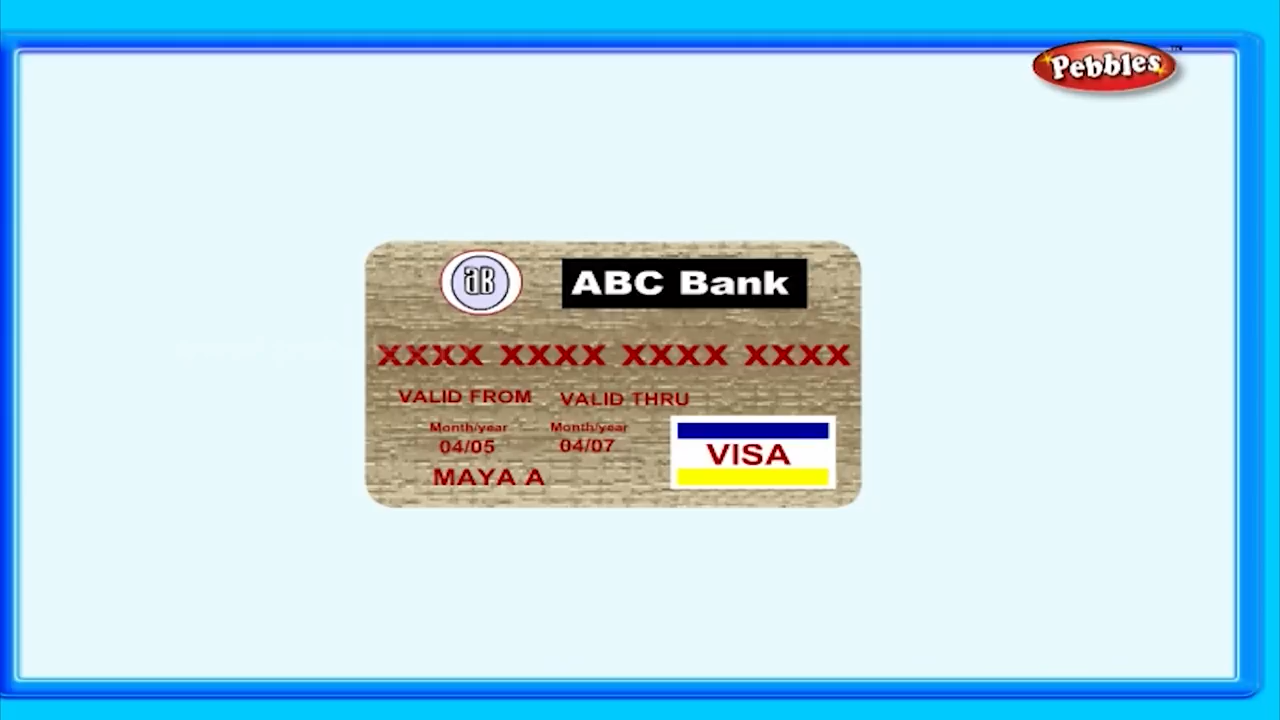 Pebbles™
aB
ABC Bank
XXXX XXXX XXXX XXXX
VALID FROM VALID THRU
Month/year Month/year
04/05 04/07
VISA
MAYA A